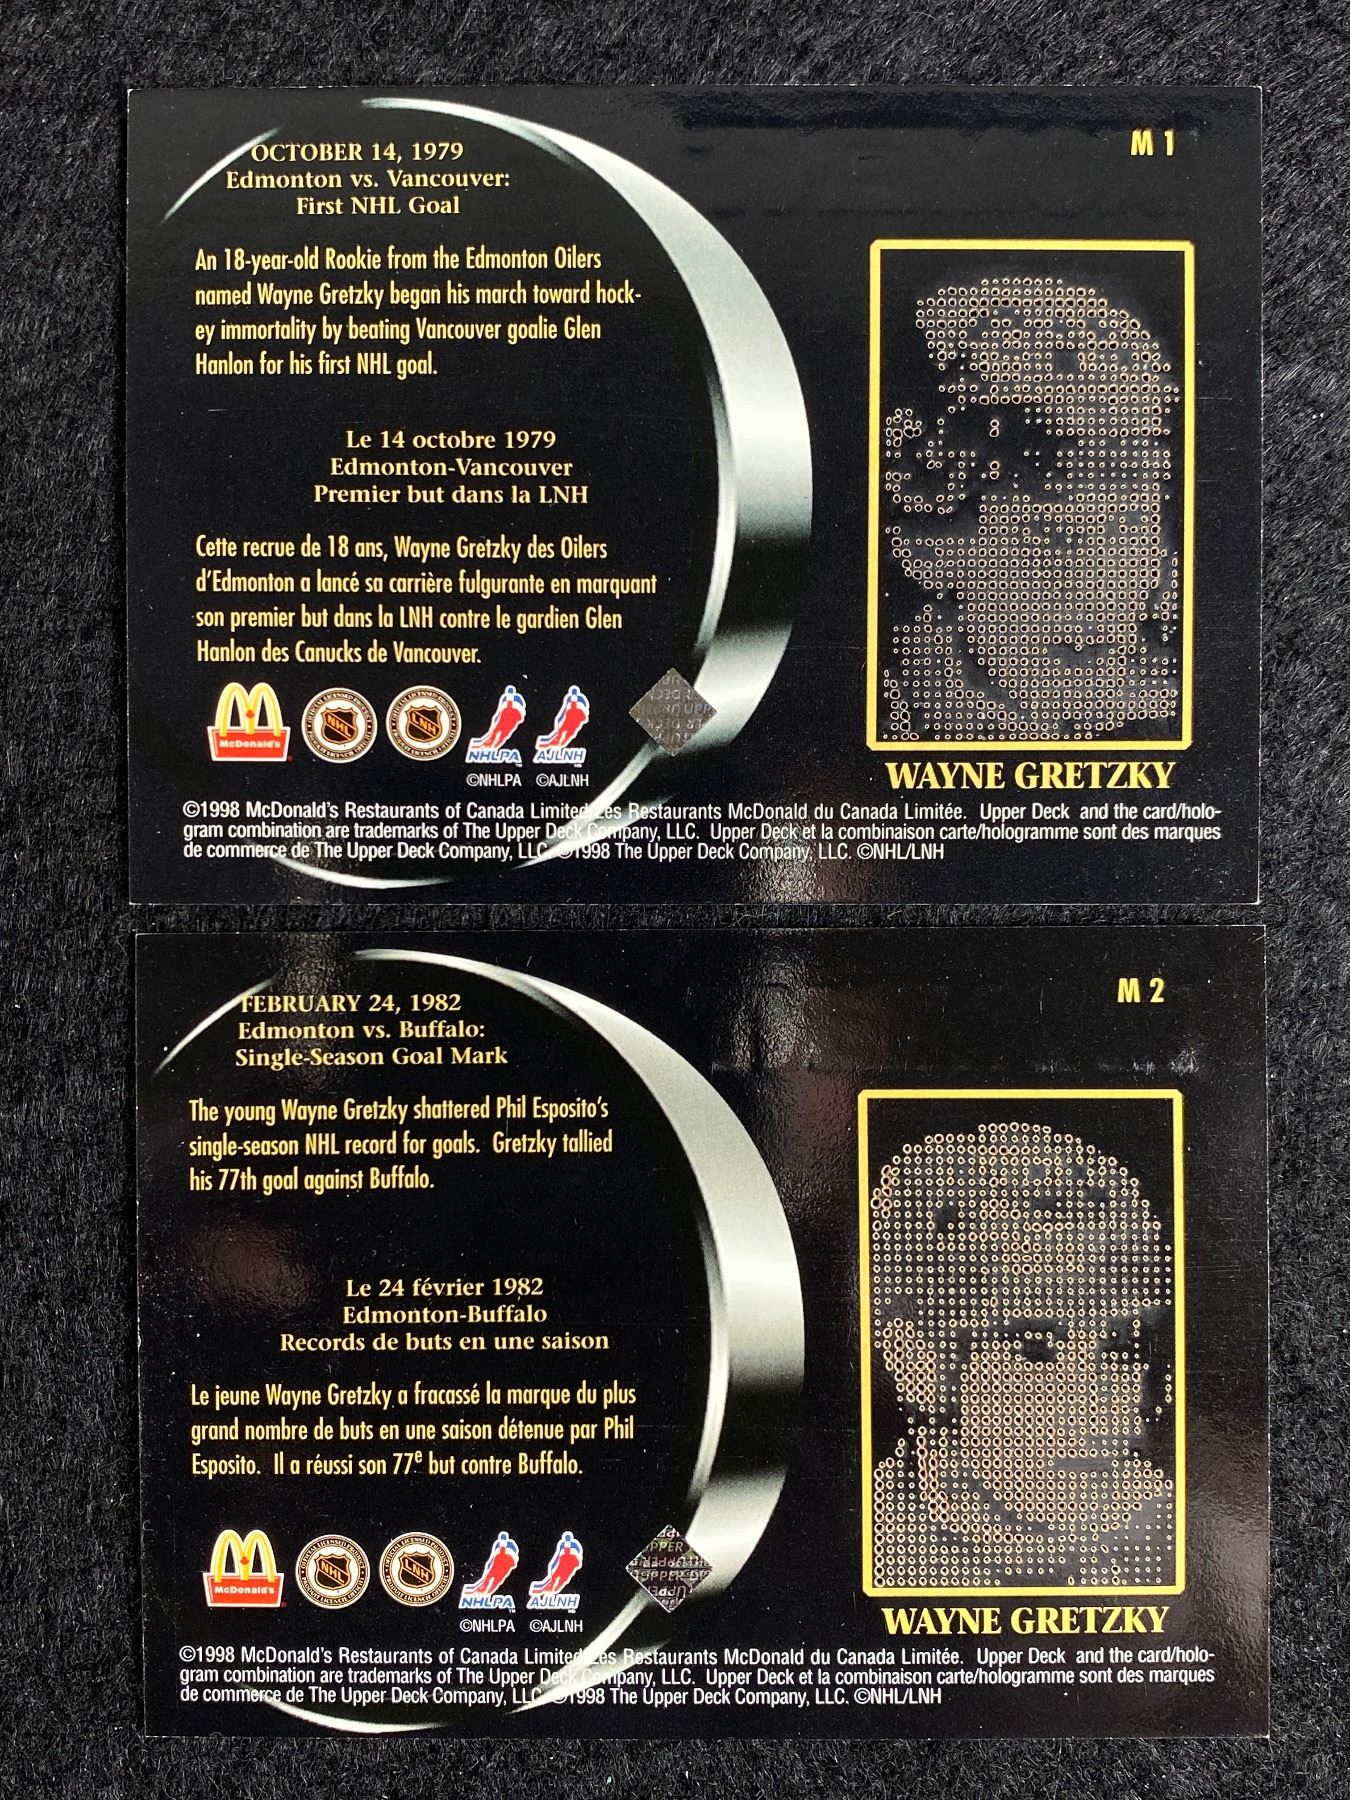 M 1
OCTOBER 14, 1979
Edmonton vs. Vancouver:
First NHL Goal
An 18-year-old Rookie from the Edmonton Oilers
named Wayne Gretzky began his march toward hock-
ey immortality by beating Vancouver goalie Glen
Hanlon for his first NHL goal.
Le 14 octobre 1979
Edmonton-Vancouver
Premier but dans la LNH
Cette recrue de 18 ans, Wayne Gretzky des Oilers
d'Edmonton a lancé sa carrière fulgurante en marquant
son premier but dans la LNH contre le gardien Glen
Hanlon des Canucks de Vancouver.
McDonald's
NHL
LNH
NHLPA
AJLNH
©NHLPA ©AJLNH
WAYNE GRETZKY
©1998 McDonald's Restaurants of Canada Limited/Les Restaurants McDonald du Canada Limitée. Upper Deck and the card/holo-
gram combination are trademarks of The Upper Deck Company, LLC. Upper Deck et la combinaison carte/hologramme sont des marques
de commerce de The Upper Deck Company, LLC. ©1998 The Upper Deck Company, LLC. ©NHL/LNH
M 2
FEBRUARY 24, 1982
Edmonton vs. Buffalo:
Single-Season Goal Mark
The young Wayne Gretzky shattered Phil Esposito's
single-season NHL record for goals. Gretzky tallied
his 77th goal against Buffalo.
Le 24 février 1982
Edmonton-Buffalo
Records de buts en une saison
Le jeune Wayne Gretzky a fracassé la marque du plus
grand nombre de buts en une saison détenue par Phil
Esposito. Il a réussi son 77e but contre Buffalo.
McDonald's
NHL
LNH
NHLPA
AJLNH
UPPER
©NHLPA ©AJLNH
WAYNE GRETZKY
©1998 McDonald's Restaurants of Canada Limited/Les Restaurants McDonald du Canada Limitée. Upper Deck and the card/holo-
gram combination are trademarks of The Upper Deck Company, LLC. Upper Deck et la combinaison carte/hologramme sont des marques
de commerce de The Upper Deck Company, LLC. ©1998 The Upper Deck Company, LLC. ©NHL/LNH